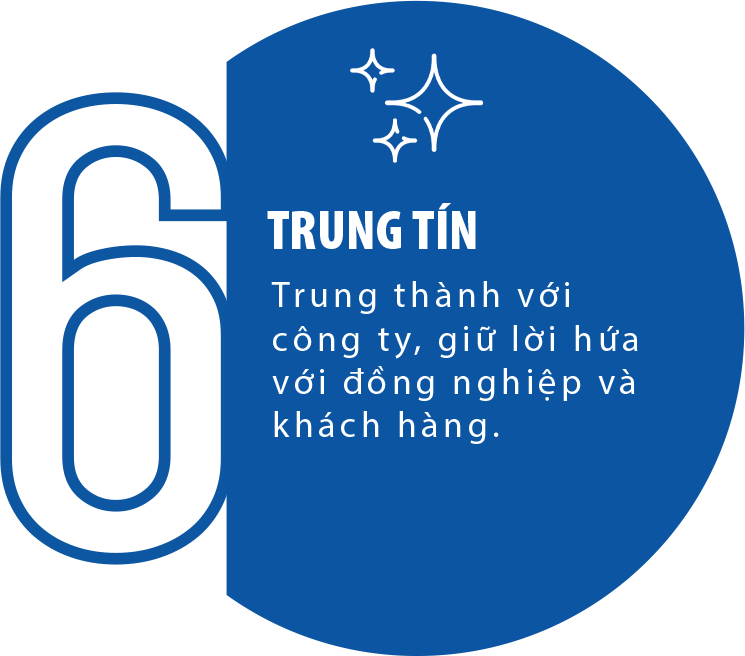 6
TRUNG TÍN
Trung thành với
công ty, giữ lời hứa
với đồng nghiệp và
khách hàng.